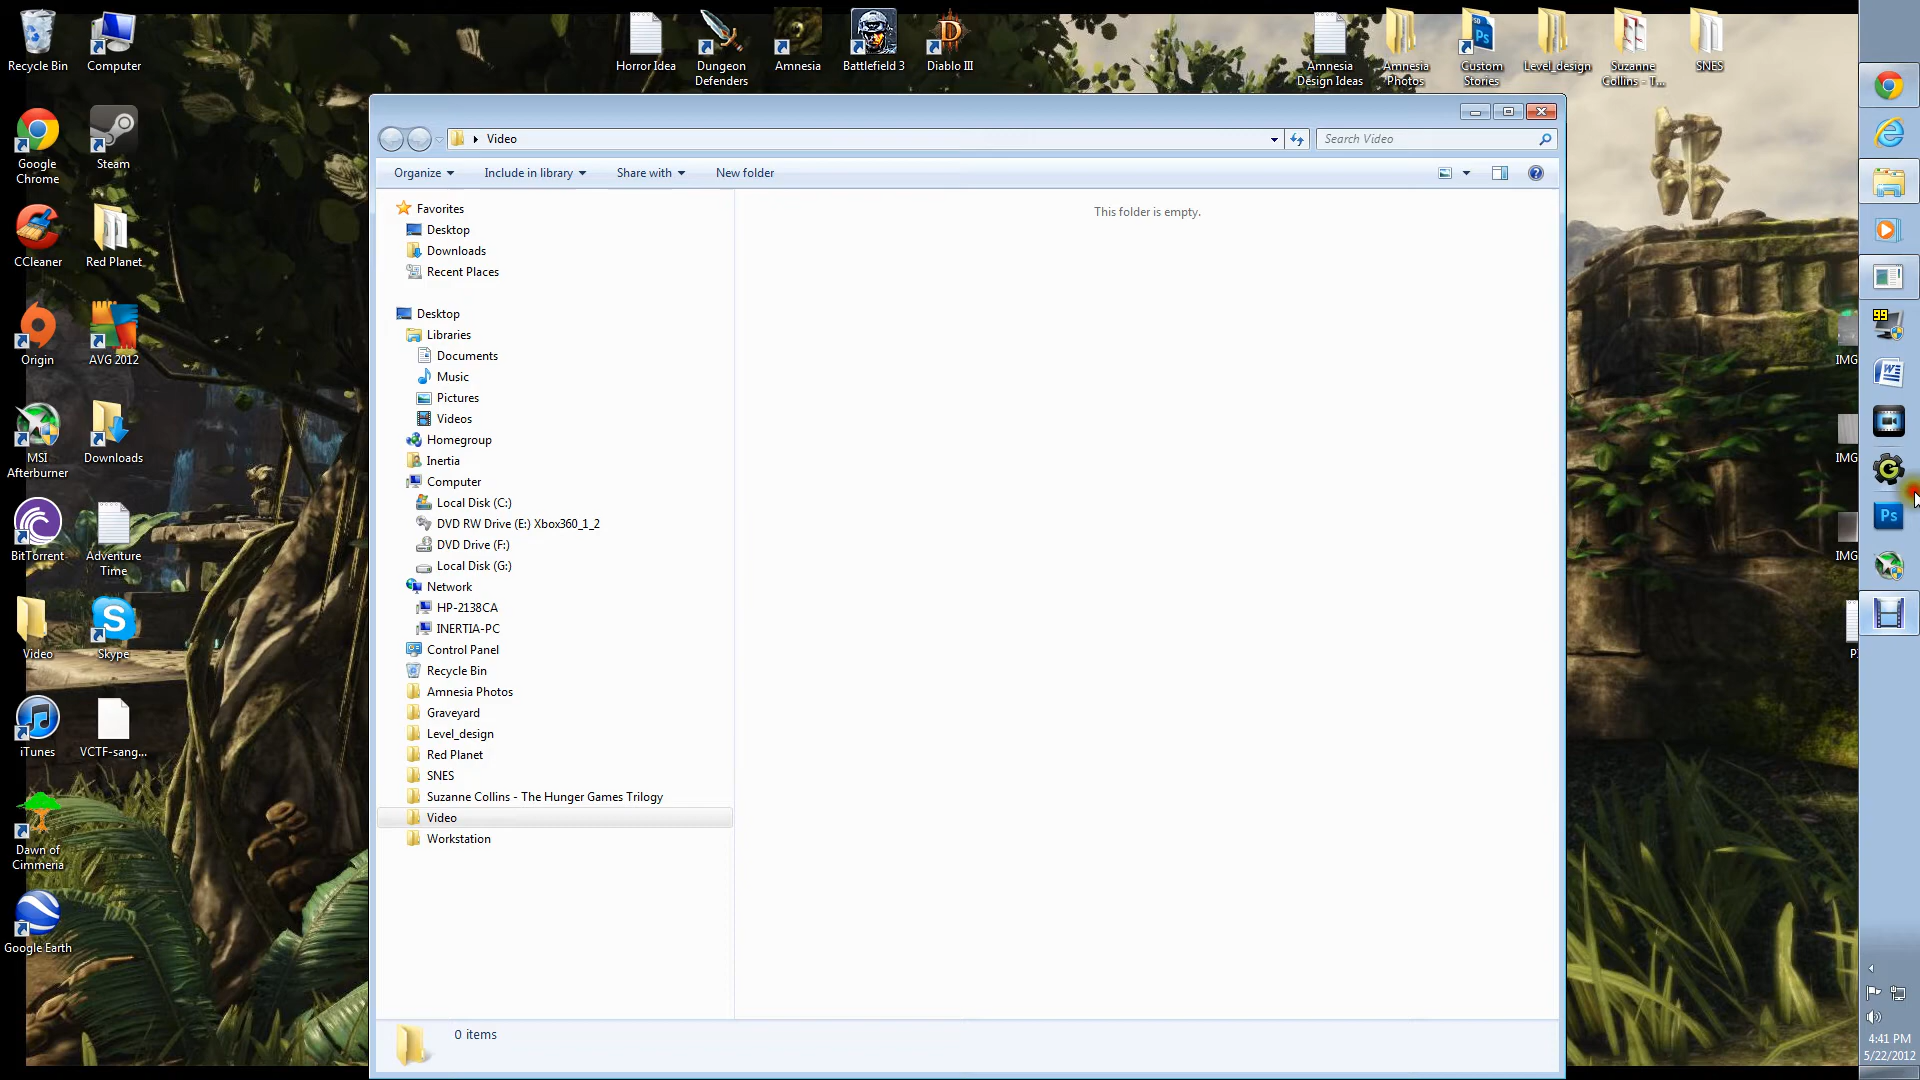 Recycle Bin
Computer
Horror Idea
Dungeon
Defenders
Amnesia
Battlefield 3
Diablo III
Amnesia
Design Ideas
Amnesia
Photos
Custom
Stories
Level_design
Suzanne
Collins - T...
SNES
Google
Chrome
Steam
CCleaner
Red Planet
Origin
AVG 2012
MSI
Afterburner
Downloads
BitTorrent
Adventure
Time
Video
Skype
iTunes
VCTF-sang...
Dawn of
Cimmeria
Google Earth
Video
Search Video
Organize
Include in library
Share with
New folder
Favorites
Desktop
Downloads
Recent Places
Desktop
Libraries
Documents
Music
Pictures
Videos
Homegroup
Inertia
Computer
Local Disk (C:)
DVD RW Drive (E:) Xbox360_1_2
DVD Drive (F:)
Local Disk (G:)
Network
HP-2138CA
INERTIA-PC
Control Panel
Recycle Bin
Amnesia Photos
Graveyard
Level_design
Red Planet
SNES
Suzanne Collins - The Hunger Games Trilogy
Video
Workstation
This folder is empty.
0 items
IMG
IMG
IMG
99
Ps
4:41 PM
5/22/2012